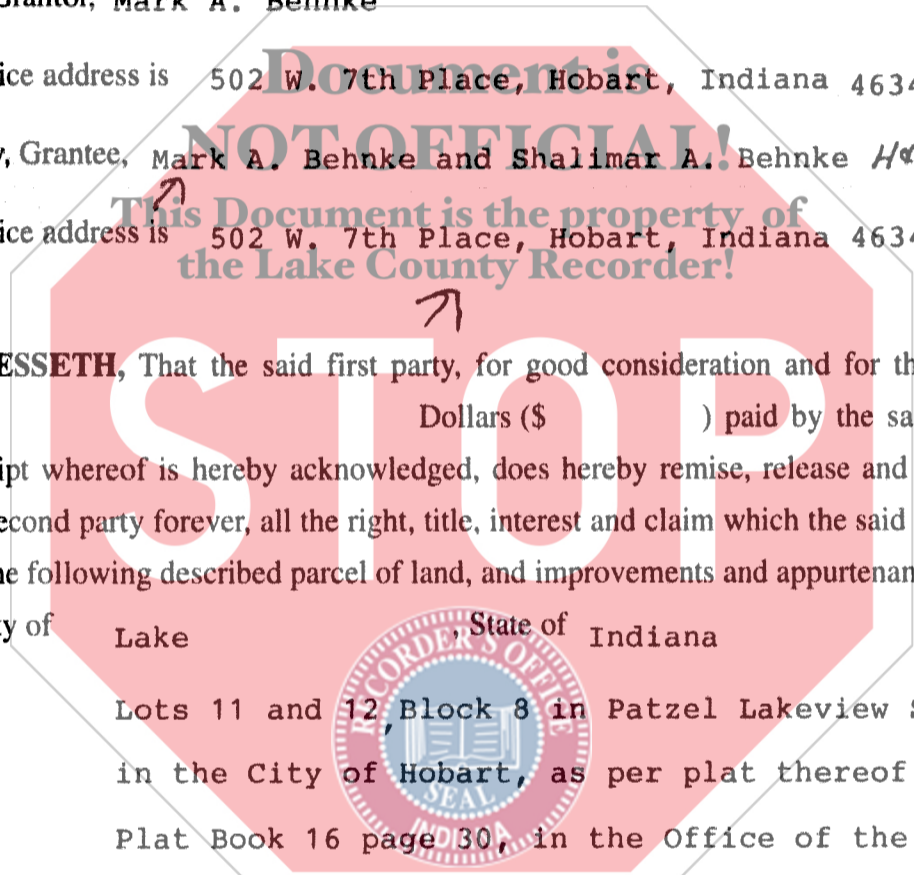 Grantor, Mark A. Behnke
ice address is 502 W. 7th Place, Hobart, Indiana 4634
Document is
NOT OFFICIAL!
, Grantee, Mark A. Behnke and Shalimar A. Behnke
This Document is the property of
ice address is 502 W. 7th Place, Hobart, Indiana 4634
the Lake County Recorder!
ESSETH, That the said first party, for good consideration and for th
Dollars ($ ) paid by the sa
ipt whereof is hereby acknowledged, does hereby remise, release and
econd party forever, all the right, title, interest and claim which the said
e following described parcel of land, and improvements and appurtenan
STOP
y of Lake , State of Indiana
RECORDER'S OFFICE
Lots 11 and 12, Block 8 in Patzel Lakeview S
in the City of Hobart, as per plat thereof
SEAL
INDIANA
Plat Book 16 page 30, in the Office of the